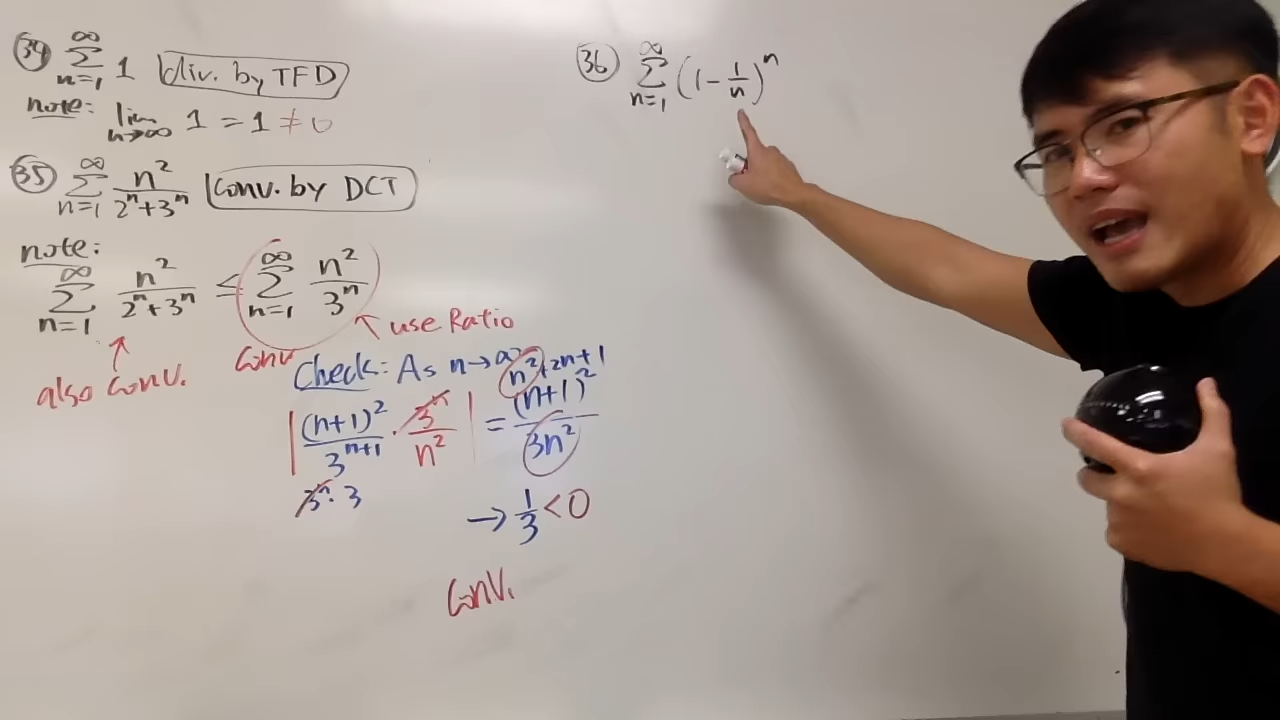 (34) ∞∑n=1 1 div. by TFD
note: lim n→∞ 1 = 1 ≠ 0
(35) ∞∑n=1 n²/(2ⁿ+3ⁿ) Conv. by DCT
note:
∞∑n=1 n²/(2ⁿ+3ⁿ) ≤ ∞∑n=1 n²/3ⁿ
↑ also Conv.
Conv
↖ use Ratio
Check: As n→∞
n²+2n+1
|(n+1)²/3ⁿ⁺¹ · 3ⁿ/n²| = (n+1)²/3n²
3ⁿ·3
→ 1/3 < 0
Conv.
(36) ∞∑n=1 (1 − 1/n)ⁿ